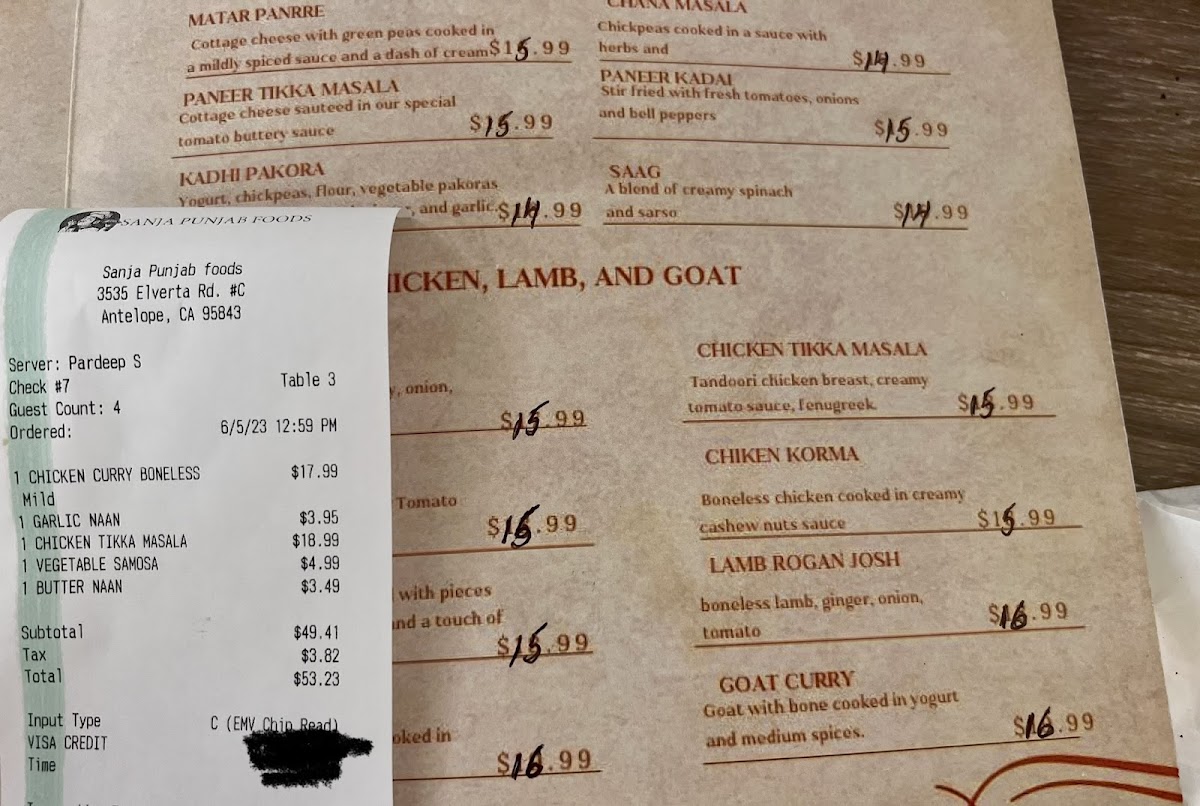 MATAR PANRRE
Cottage cheese with green peas cooked in
a mildly spiced sauce and a dash of cream $15.99
PANEER TIKKA MASALA
Cottage cheese sauteed in our special
tomato buttery sauce $15.99
KADHI PAKORA
Yogurt, chickpeas, flour, vegetable pakoras
, and garlic. $14.99
CHANA MASALA
Chickpeas cooked in a sauce with
herbs and $14.99
PANEER KADAI
Stir fried with fresh tomatoes, onions
and bell peppers $15.99
SAAG
A blend of creamy spinach
and sarso $14.99
ICKEN, LAMB, AND GOAT
, onion,
$15.99
Tomato
$15.99
with pieces
and a touch of
$15.99
oked in
$16.99
CHICKEN TIKKA MASALA
Tandoori chicken breast, creamy
tomato sauce, fenugreek. $15.99
CHIKEN KORMA
Boneless chicken cooked in creamy
cashew nuts sauce $15.99
LAMB ROGAN JOSH
boneless lamb, ginger, onion,
tomato $16.99
GOAT CURRY
Goat with bone cooked in yogurt
and medium spices. $16.99
SANJA PUNJAB FOODS
Sanja Punjab foods
3535 Elverta Rd. #C
Antelope, CA 95843
Server: Pardeep S
Check #7 Table 3
Guest Count: 4
Ordered: 6/5/23 12:59 PM
1 CHICKEN CURRY BONELESS $17.99
Mild
1 GARLIC NAAN $3.95
1 CHICKEN TIKKA MASALA $18.99
1 VEGETABLE SAMOSA $4.99
1 BUTTER NAAN $3.49
Subtotal $49.41
Tax $3.82
Total $53.23
Input Type C (EMV Chip Read)
VISA CREDIT
Time